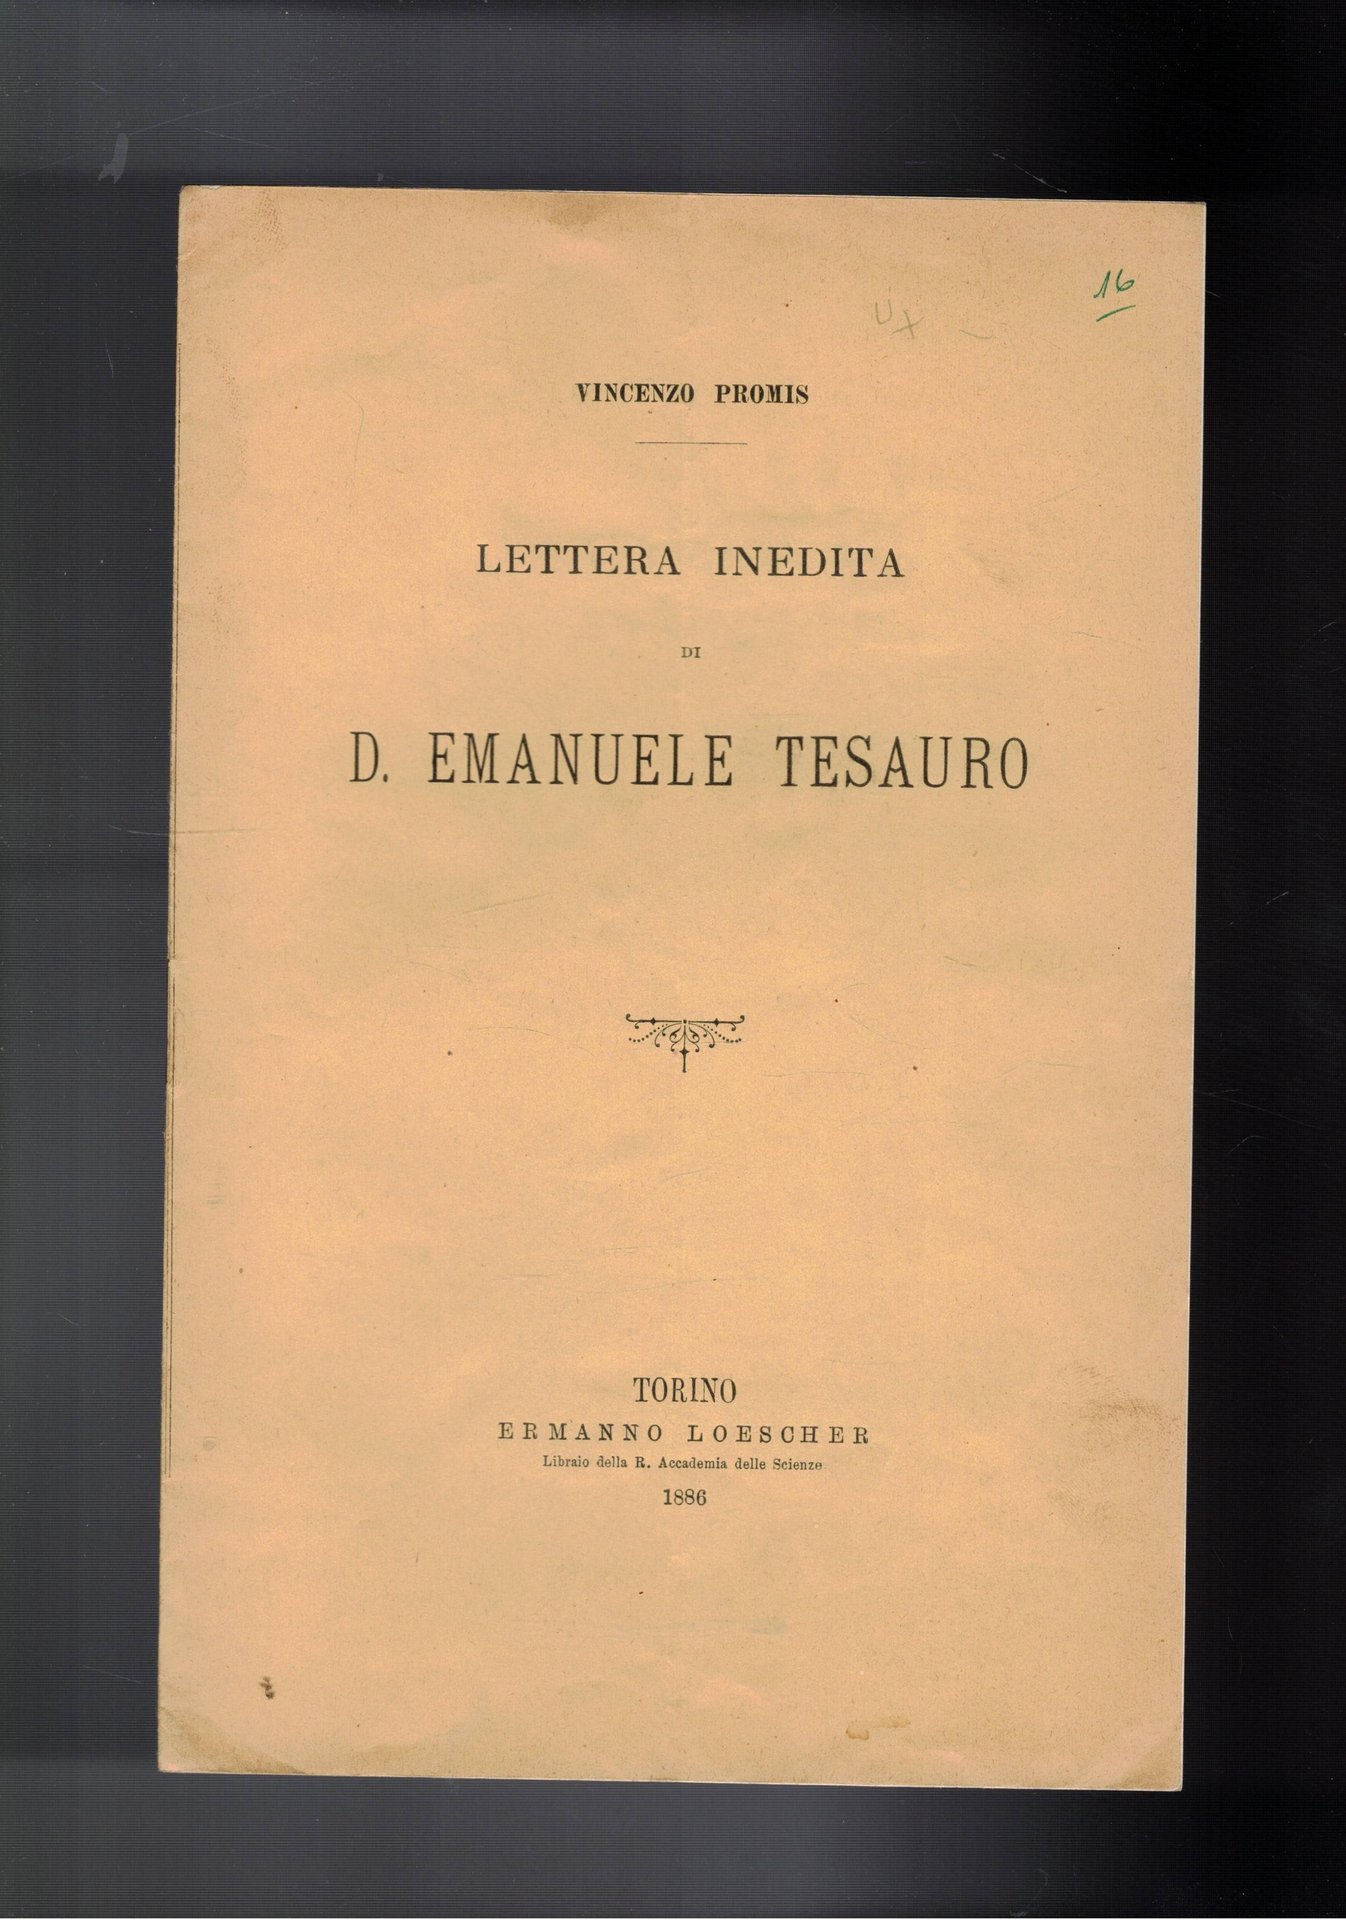 16
VINCENZO PROMIS
LETTERA INEDITA
DI
D. EMANUELE TESAURO
TORINO
ERMANNO LOESCHER
Libraio della R. Accademia delle Scienze
1886